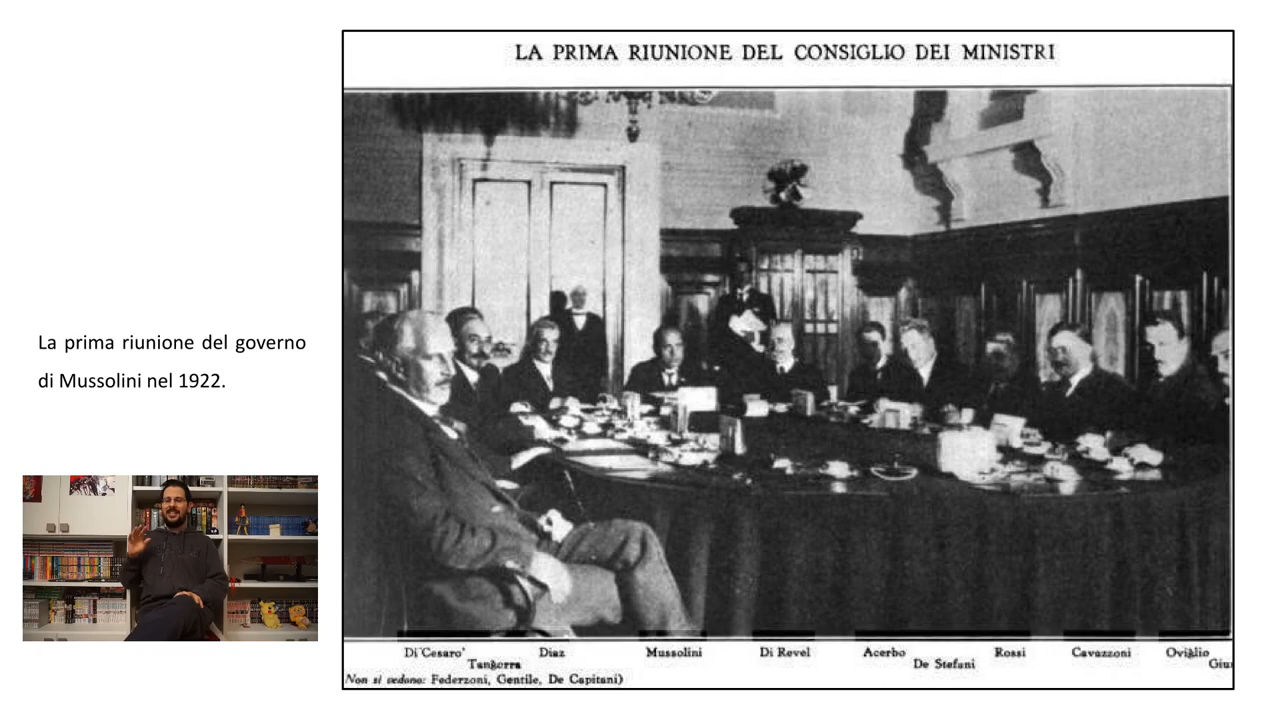 LA PRIMA RIUNIONE DEL CONSIGLIO DEI MINISTRI
La prima riunione del governo
di Mussolini nel 1922.
Di Cesaro' Diaz Mussolini Di Revel Acerbo Rossi Cavazzoni Oviglio
Tangorra De Stefani Giu
Non si vedono: Federzoni, Gentile, De Capitani)